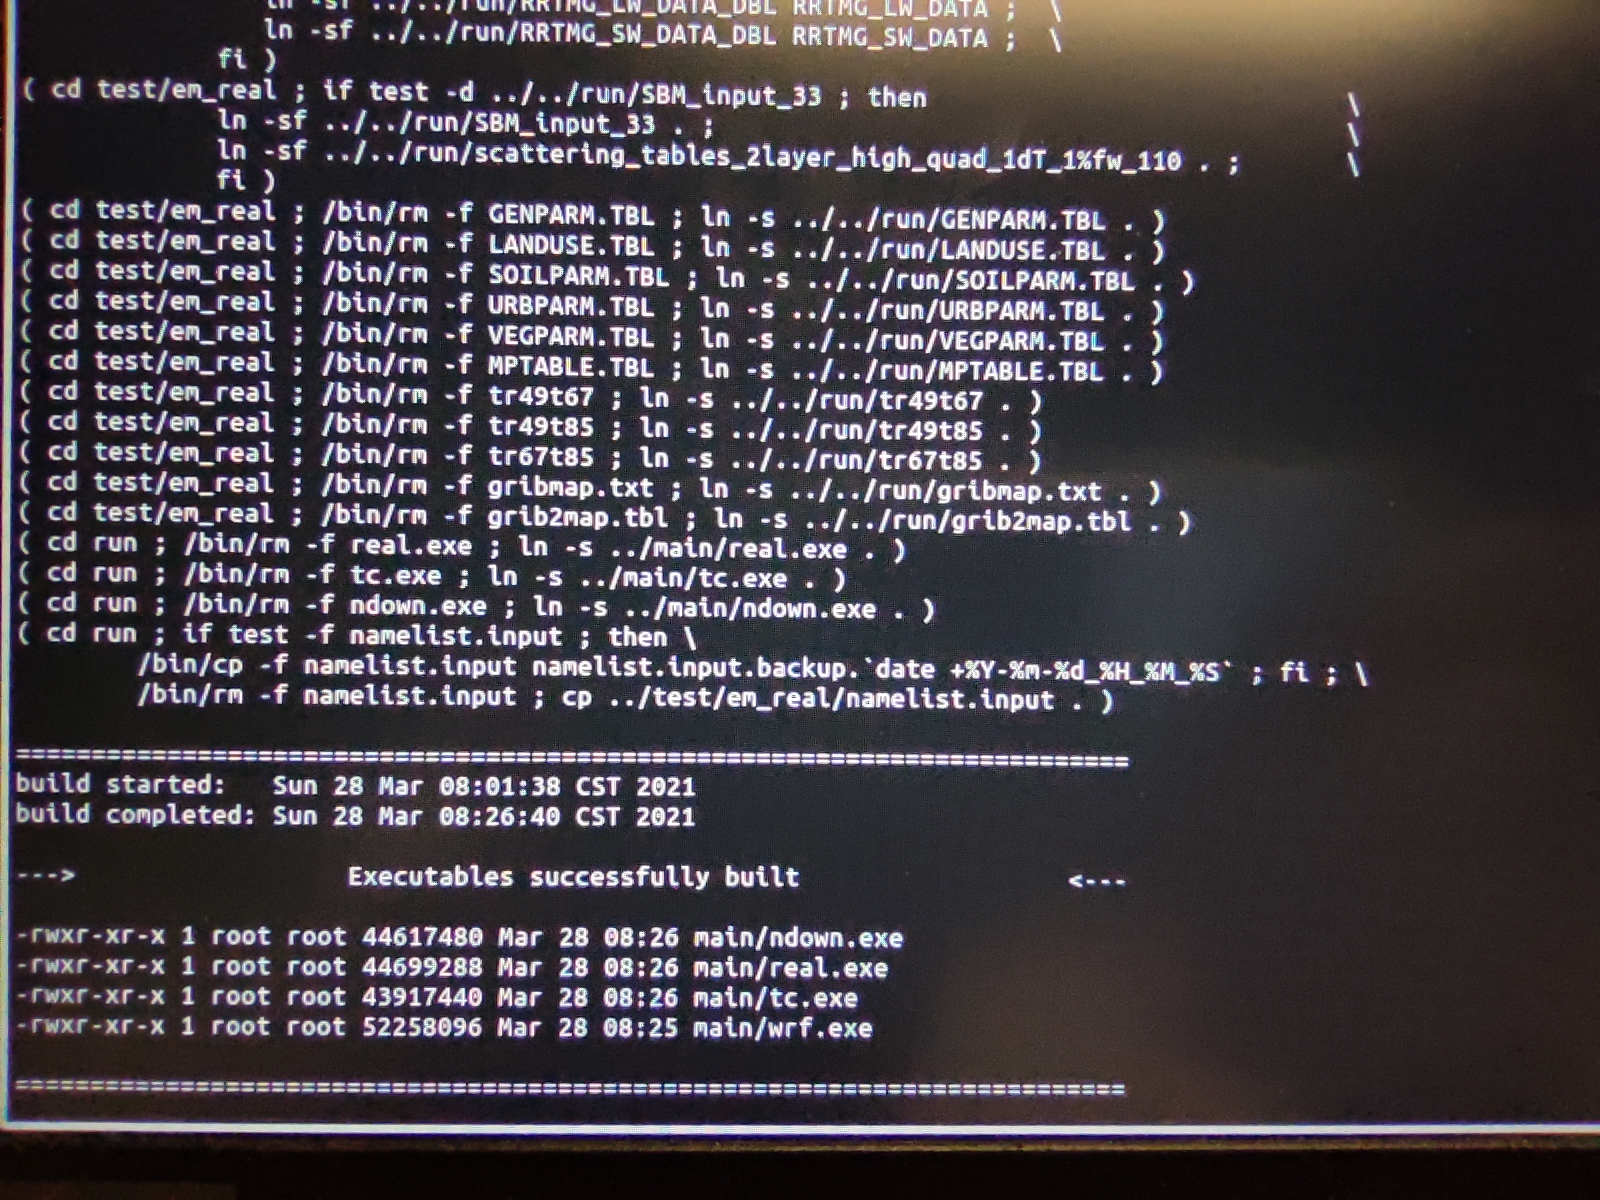 ln -sf ../../run/RRTMG_LW_DATA_DBL RRTMG_LW_DATA ; \
ln -sf ../../run/RRTMG_SW_DATA_DBL RRTMG_SW_DATA ; \
fi )
( cd test/em_real ; if test -d ../../run/SBM_input_33 ; then \
ln -sf ../../run/SBM_input_33 . ; \
ln -sf ../../run/scattering_tables_2layer_high_quad_1dT_1%fw_110 . ; \
fi )
( cd test/em_real ; /bin/rm -f GENPARM.TBL ; ln -s ../../run/GENPARM.TBL . )
( cd test/em_real ; /bin/rm -f LANDUSE.TBL ; ln -s ../../run/LANDUSE.TBL . )
( cd test/em_real ; /bin/rm -f SOILPARM.TBL ; ln -s ../../run/SOILPARM.TBL . )
( cd test/em_real ; /bin/rm -f URBPARM.TBL ; ln -s ../../run/URBPARM.TBL . )
( cd test/em_real ; /bin/rm -f VEGPARM.TBL ; ln -s ../../run/VEGPARM.TBL . )
( cd test/em_real ; /bin/rm -f MPTABLE.TBL ; ln -s ../../run/MPTABLE.TBL . )
( cd test/em_real ; /bin/rm -f tr49t67 ; ln -s ../../run/tr49t67 . )
( cd test/em_real ; /bin/rm -f tr49t85 ; ln -s ../../run/tr49t85 . )
( cd test/em_real ; /bin/rm -f tr67t85 ; ln -s ../../run/tr67t85 . )
( cd test/em_real ; /bin/rm -f gribmap.txt ; ln -s ../../run/gribmap.txt . )
( cd test/em_real ; /bin/rm -f grib2map.tbl ; ln -s ../../run/grib2map.tbl . )
( cd run ; /bin/rm -f real.exe ; ln -s ../main/real.exe . )
( cd run ; /bin/rm -f tc.exe ; ln -s ../main/tc.exe . )
( cd run ; /bin/rm -f ndown.exe ; ln -s ../main/ndown.exe . )
( cd run ; if test -f namelist.input ; then \
/bin/cp -f namelist.input namelist.input.backup.`date +%Y-%m-%d_%H_%M_%S` ; fi ; \
/bin/rm -f namelist.input ; cp ../test/em_real/namelist.input . )
==========================================================================
build started:   Sun 28 Mar 08:01:38 CST 2021
build completed: Sun 28 Mar 08:26:40 CST 2021
--->                  Executables successfully built                  <---
-rwxr-xr-x 1 root root 44617480 Mar 28 08:26 main/ndown.exe
-rwxr-xr-x 1 root root 44699288 Mar 28 08:26 main/real.exe
-rwxr-xr-x 1 root root 43917440 Mar 28 08:26 main/tc.exe
-rwxr-xr-x 1 root root 52258096 Mar 28 08:25 main/wrf.exe
==========================================================================